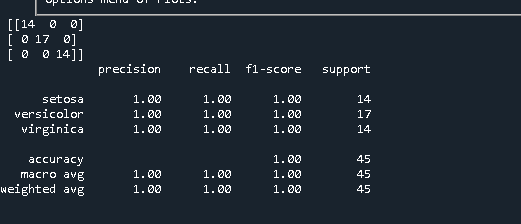 options menu of Plots.
[[14  0  0]
[ 0 17  0]
[ 0  0 14]]
precision recall f1-score support
setosa 1.00 1.00 1.00 14
versicolor 1.00 1.00 1.00 17
virginica 1.00 1.00 1.00 14
accuracy 1.00 45
macro avg 1.00 1.00 1.00 45
weighted avg 1.00 1.00 1.00 45